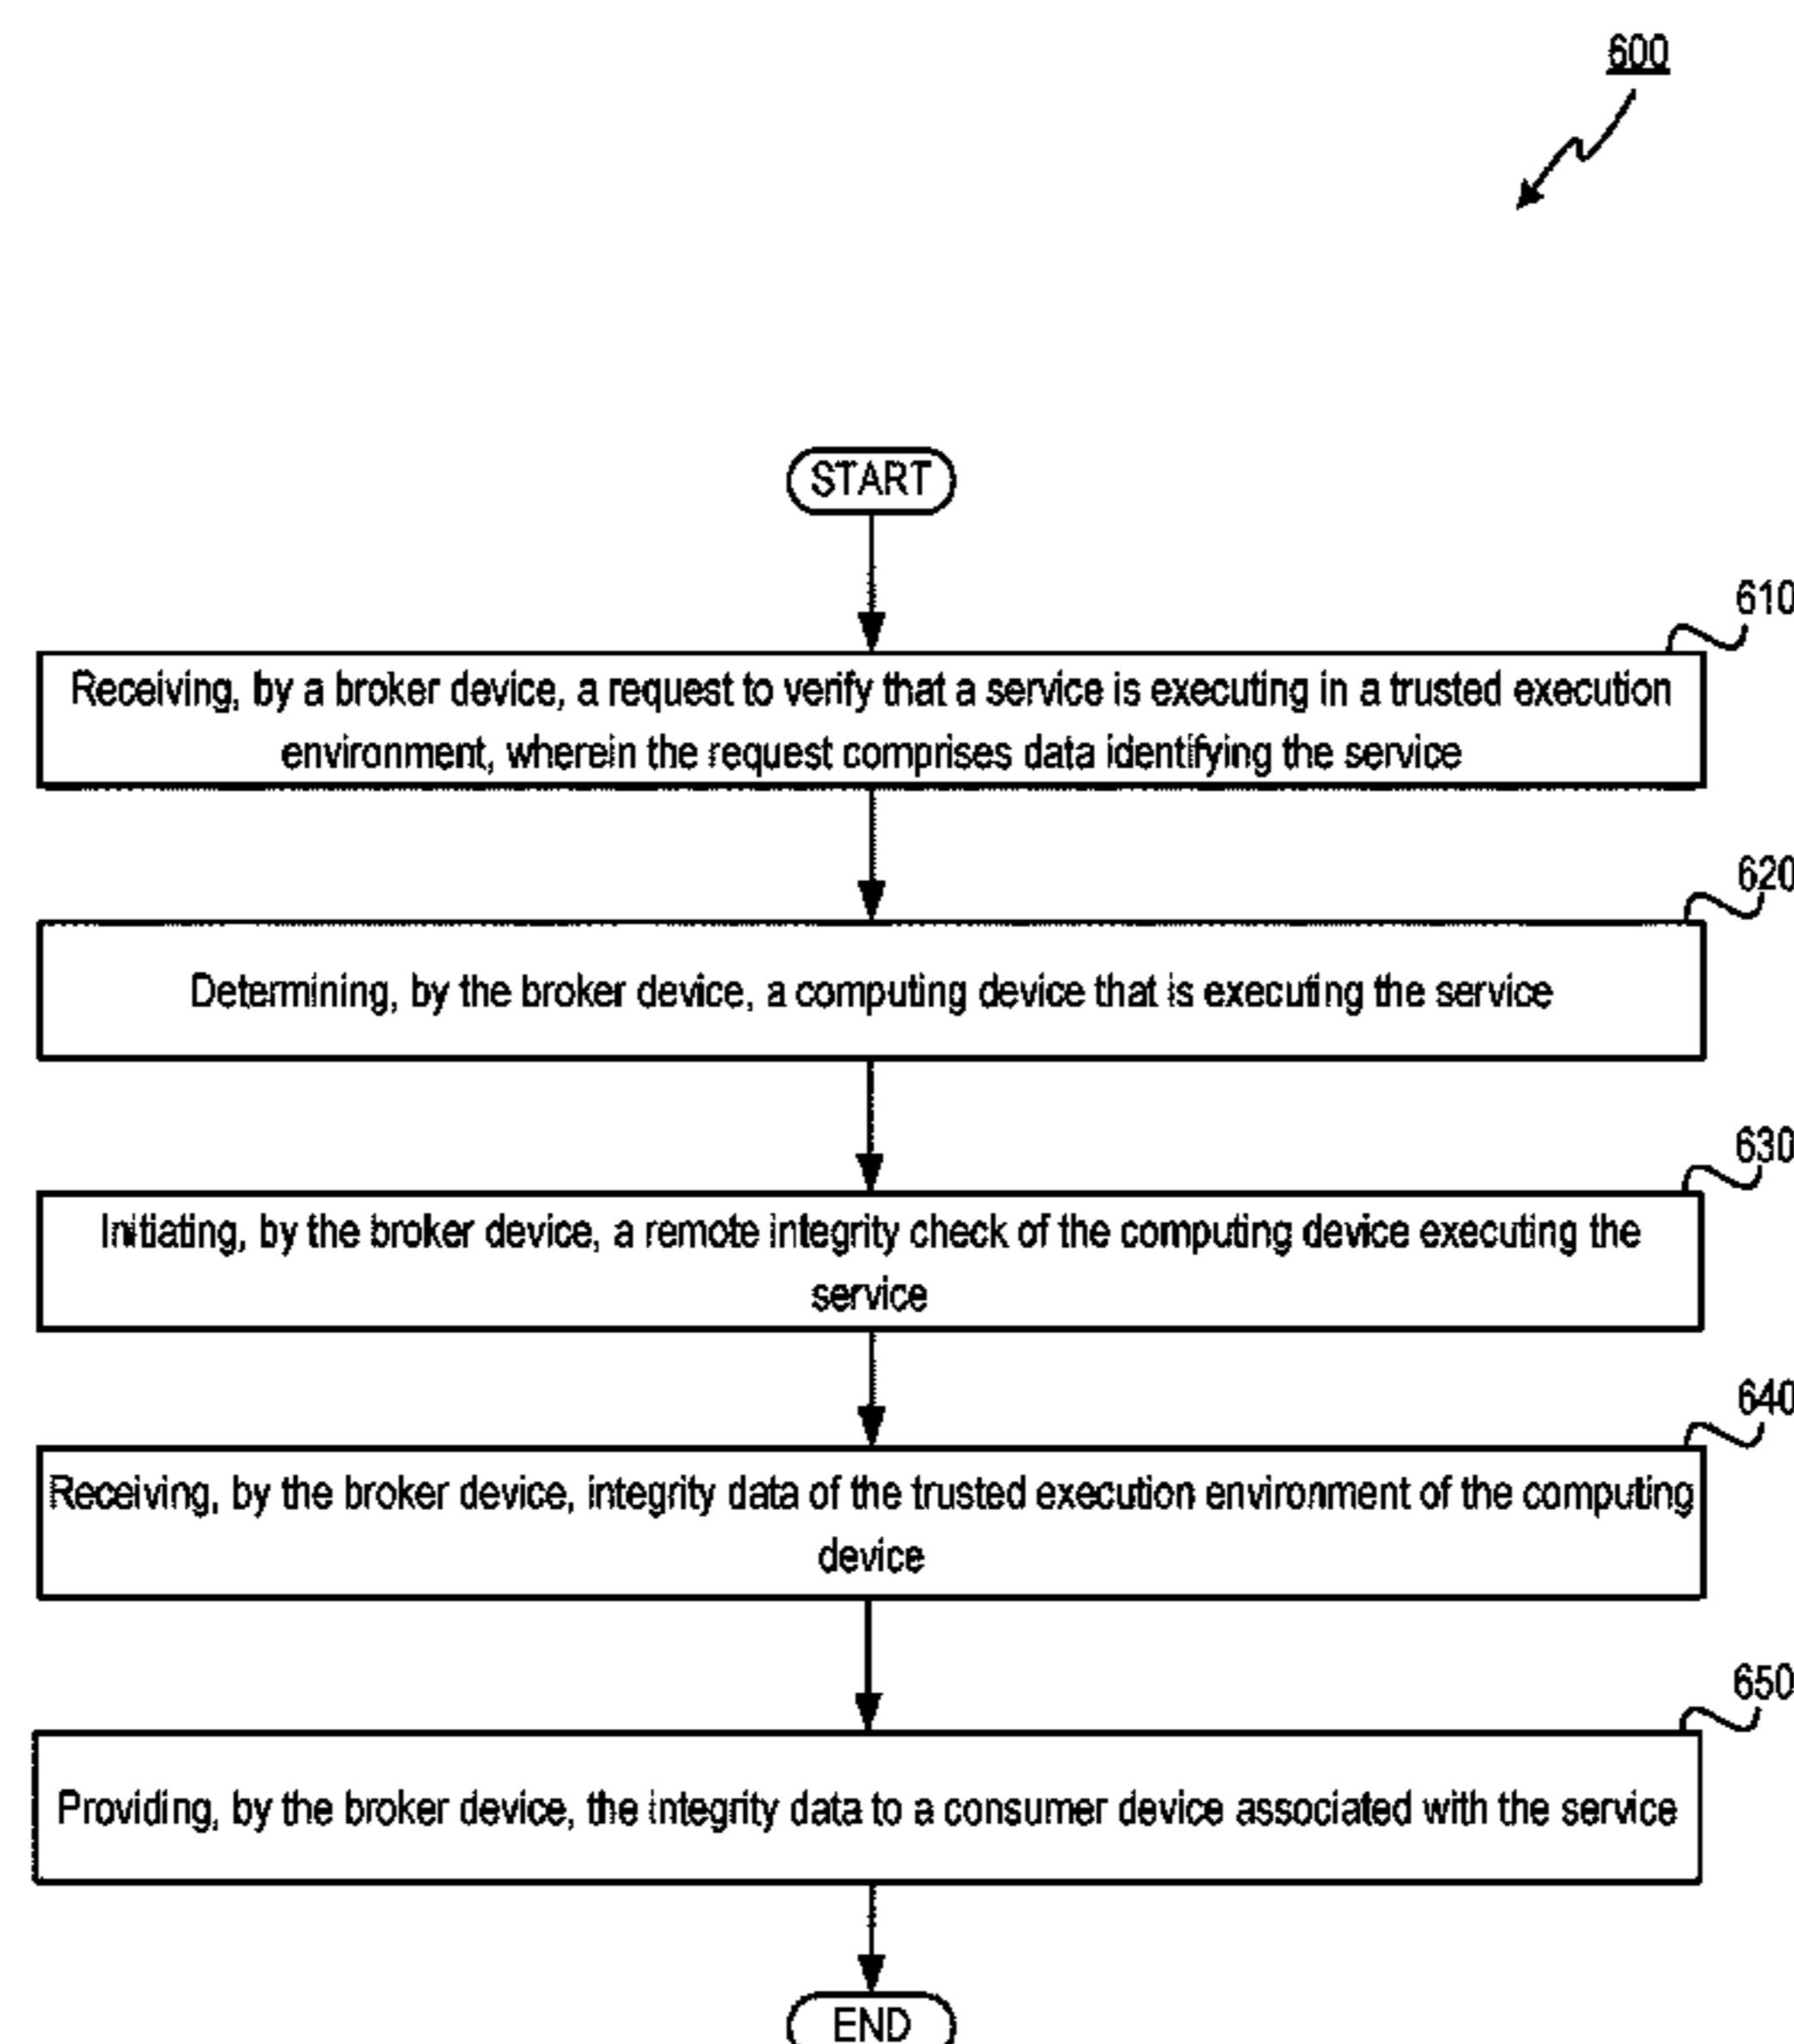 600
START
610
Receiving, by a broker device, a request to verify that a service is executing in a trusted execution
environment, wherein the request comprises data identifying the service
620
Determining, by the broker device, a computing device that is executing the service
630
Initiating, by the broker device, a remote integrity check of the computing device executing the
service
640
Receiving, by the broker device, integrity data of the trusted execution environment of the computing
device
650
Providing, by the broker device, the integrity data to a consumer device associated with the service
END